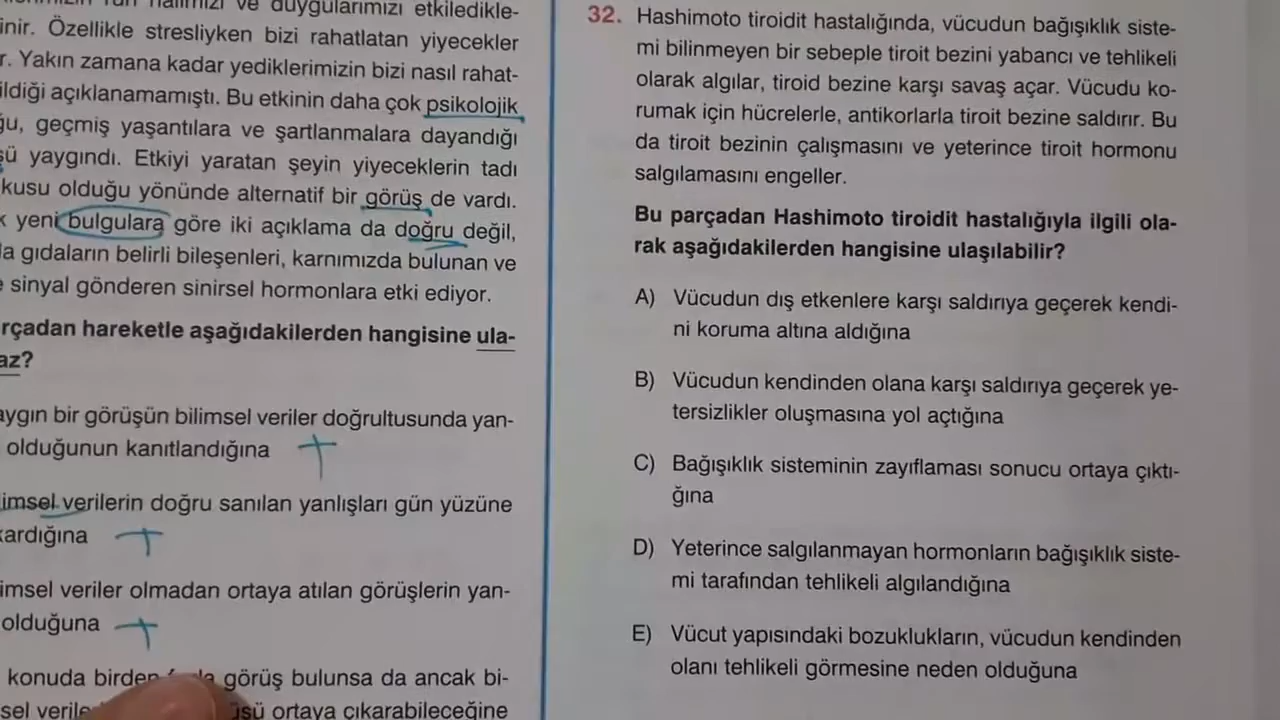 ve duygularımızı etkiledikle-
inir. Özellikle stresliyken bizi rahatlatan yiyecekler
r. Yakın zamana kadar yediklerimizin bizi nasıl rahat-
ildiği açıklanamamıştı. Bu etkinin daha çok psikolojik
ğu, geçmiş yaşantılara ve şartlanmalara dayandığı
sü yaygındı. Etkiyi yaratan şeyin yiyeceklerin tadı
kusu olduğu yönünde alternatif bir görüş de vardı.
k yeni bulgulara göre iki açıklama da doğru değil,
la gıdaların belirli bileşenleri, karnımızda bulunan ve
e sinyal gönderen sinirsel hormonlara etki ediyor.
rçadan hareketle aşağıdakilerden hangisine ula-
az?
aygın bir görüşün bilimsel veriler doğrultusunda yan-
olduğunun kanıtlandığına
imsel verilerin doğru sanılan yanlışları gün yüzüne
kardığına
imsel veriler olmadan ortaya atılan görüşlerin yan-
olduğuna
konuda birden görüş bulunsa da ancak bi-
sel ortaya çıkarabileceğine
32. Hashimoto tiroidit hastalığında, vücudun bağışıklık siste-
mi bilinmeyen bir sebeple tiroit bezini yabancı ve tehlikeli
olarak algılar, tiroid bezine karşı savaş açar. Vücudu ko-
rumak için hücrelerle, antikorlarla tiroit bezine saldırır. Bu
da tiroit bezinin çalışmasını ve yeterince tiroit hormonu
salgılamasını engeller.
Bu parçadan Hashimoto tiroidit hastalığıyla ilgili ola-
rak aşağıdakilerden hangisine ulaşılabilir?
A) Vücudun dış etkenlere karşı saldırıya geçerek kendi-
ni koruma altına aldığına
B) Vücudun kendinden olana karşı saldırıya geçerek ye-
tersizlikler oluşmasına yol açtığına
C) Bağışıklık sisteminin zayıflaması sonucu ortaya çıktı-
ğına
D) Yeterince salgılanmayan hormonların bağışıklık siste-
mi tarafından tehlikeli algılandığına
E) Vücut yapısındaki bozuklukların, vücudun kendinden
olanı tehlikeli görmesine neden olduğuna